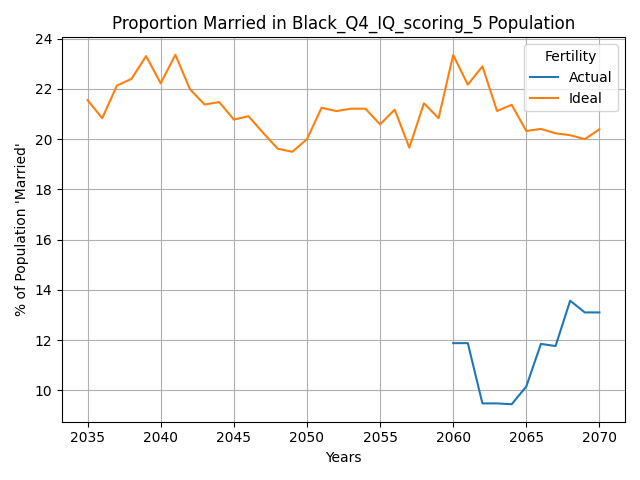 Proportion Married in Black_Q4_IQ_scoring_5 Population
% of Population 'Married'
24
22
20
18
16
14
12
10
Fertility
Actual
Ideal
2035 2040 2045 2050 2055 2060 2065 2070
Years